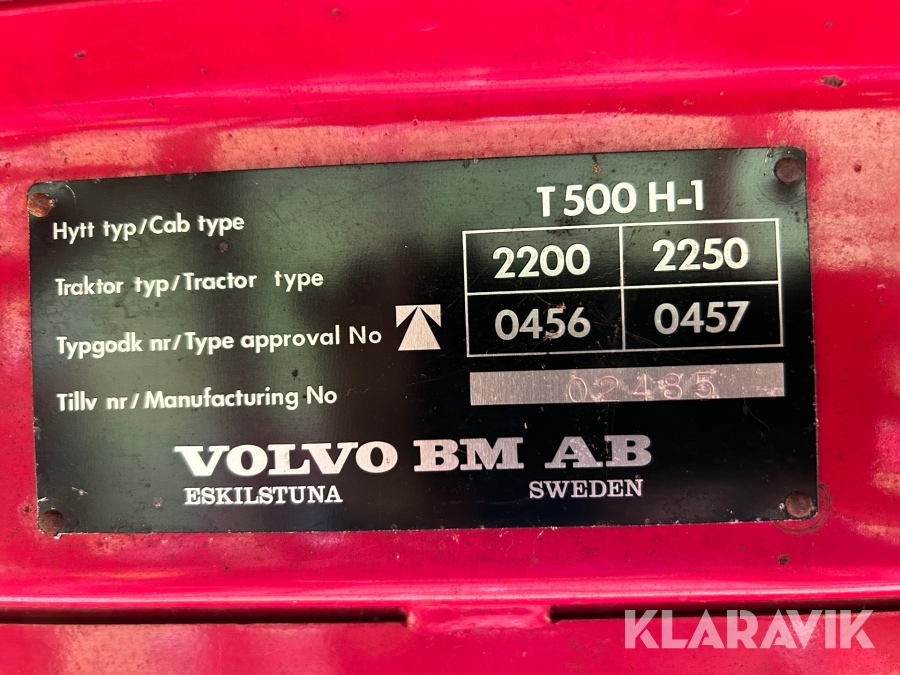 Hytt typ/Cab type T 500 H-1
Traktor typ/Tractor type 2200 2250
Typgodk nr/Type approval No 0456 0457
Tillv nr/Manufacturing No 02485
VOLVO BM AB
ESKILSTUNA SWEDEN
KLARAVIK